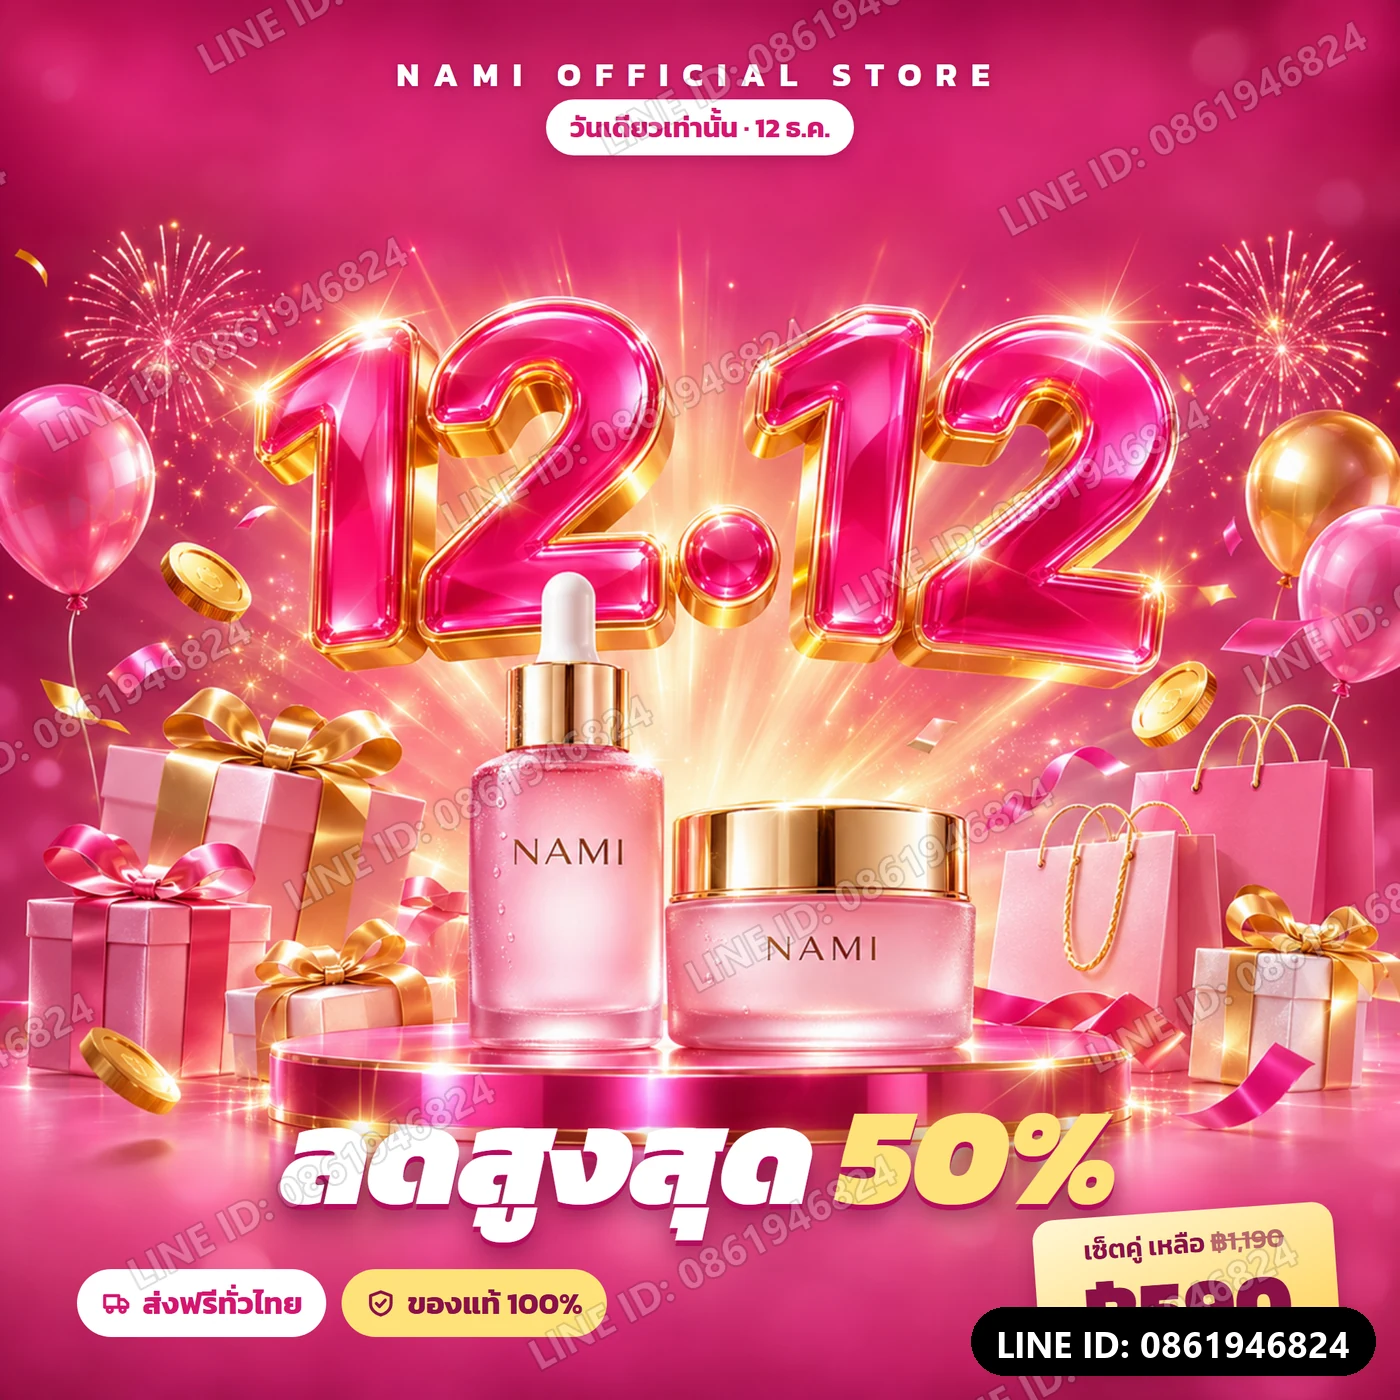 NAMI OFFICIAL STORE
วันเดียวเท่านั้น · 12 ธ.ค.
12.12
NAMI
NAMI
ลดสูงสุด 50%
เซ็ตคู่ เหลือ ฿1,190
ส่งฟรีทั่วไทย
ของแท้ 100%
LINE ID: 0861946824